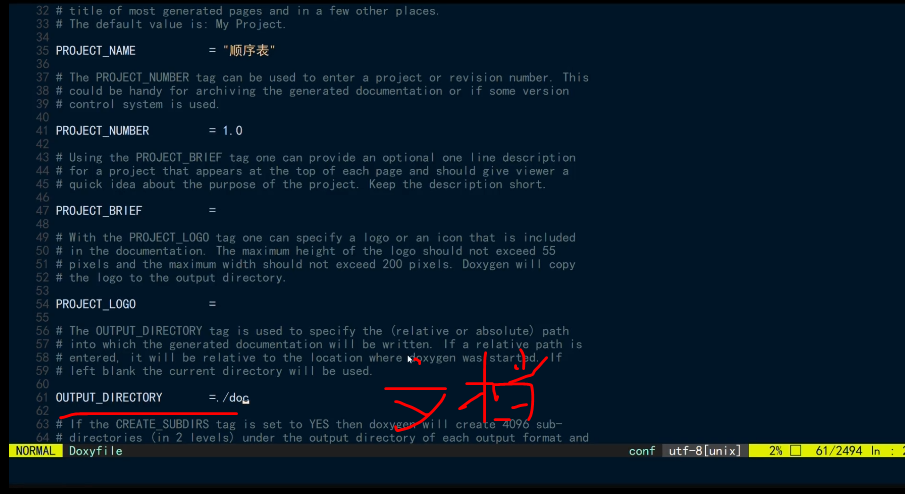 32 # title of most generated pages and in a few other places.
33 # The default value is: My Project.
34
35 PROJECT_NAME = "顺序表"
36
37 # The PROJECT_NUMBER tag can be used to enter a project or revision number. This
38 # could be handy for archiving the generated documentation or if some version
39 # control system is used.
40
41 PROJECT_NUMBER = 1.0
42
43 # Using the PROJECT_BRIEF tag one can provide an optional one line description
44 # for a project that appears at the top of each page and should give viewer a
45 # quick idea about the purpose of the project. Keep the description short.
46
47 PROJECT_BRIEF =
48
49 # With the PROJECT_LOGO tag one can specify a logo or an icon that is included
50 # in the documentation. The maximum height of the logo should not exceed 55
51 # pixels and the maximum width should not exceed 200 pixels. Doxygen will copy
52 # the logo to the output directory.
53
54 PROJECT_LOGO =
55
56 # The OUTPUT_DIRECTORY tag is used to specify the (relative or absolute) path
57 # into which the generated documentation will be written. If a relative path is
58 # entered, it will be relative to the location where doxygen was started. If
59 # left blank the current directory will be used.
60
61 OUTPUT_DIRECTORY =./doc
文档
62
63 # If the CREATE_SUBDIRS tag is set to YES then doxygen will create 4096 sub-
64 # directories (in 2 levels) under the output directory of each output format and
NORMAL Doxyfile conf utf-8[unix] 2% 61/2494 ln : 2